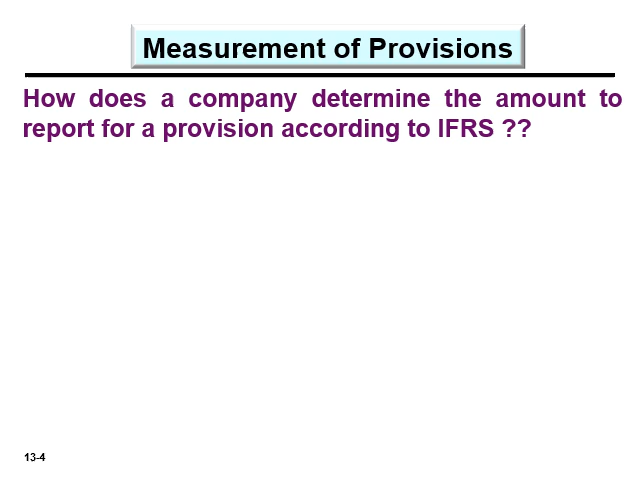 Measurement of Provisions
How does a company determine the amount to
report for a provision according to IFRS ??
13-4